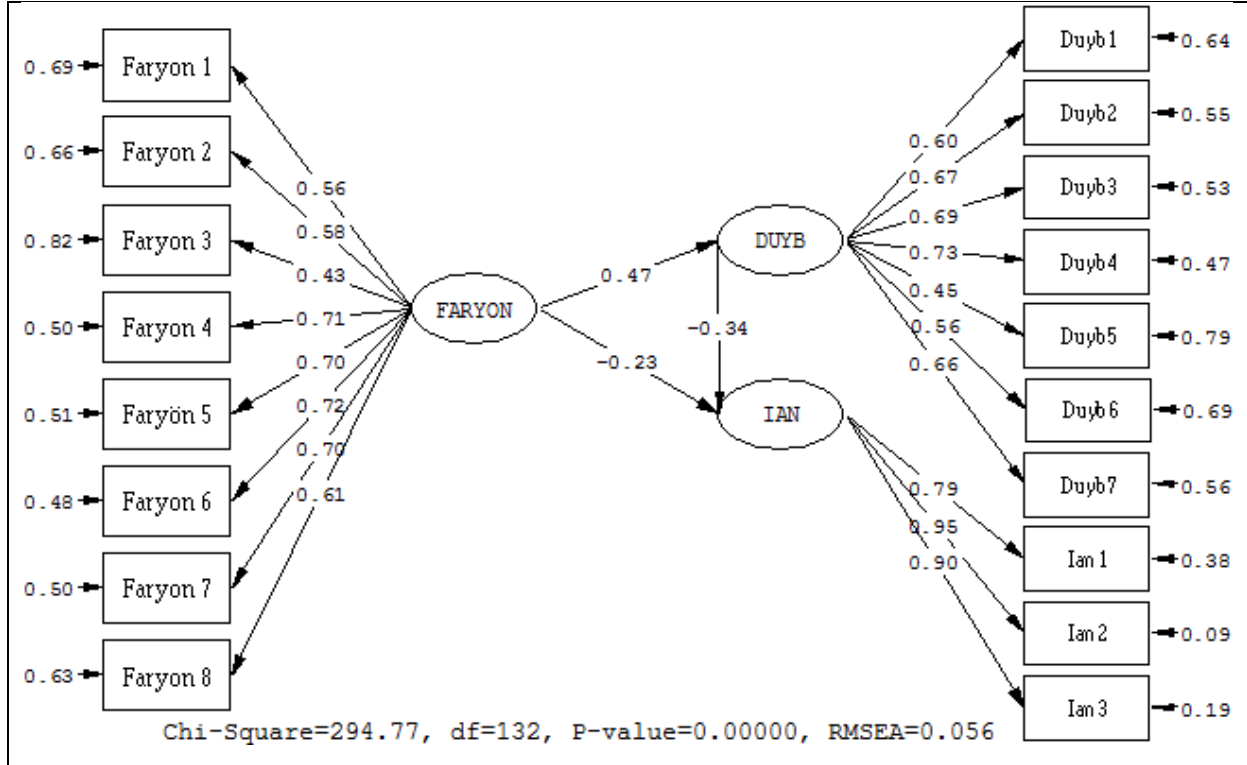 0.69 Faryon 1
0.66 Faryon 2
0.82 Faryon 3
0.50 Faryon 4
0.51 Faryön 5
0.48 Faryon 6
0.50 Faryon 7
0.63 Faryon 8
0.56
0.58
0.43
0.71
0.70
0.72
0.70
0.61
FARYON
0.47
-0.34
-0.23
DUYB
IAN
0.60
0.67
0.69
0.73
0.45
0.56
0.66
0.79
0.95
0.90
Duyb1 0.64
Duyb2 0.55
Duyb3 0.53
Duyb4 0.47
Duyb5 0.79
Duyb6 0.69
Duyb7 0.56
Ian 1 0.38
Ian 2 0.09
Ian 3 0.19
Chi-Square=294.77, df=132, P-value=0.00000, RMSEA=0.056